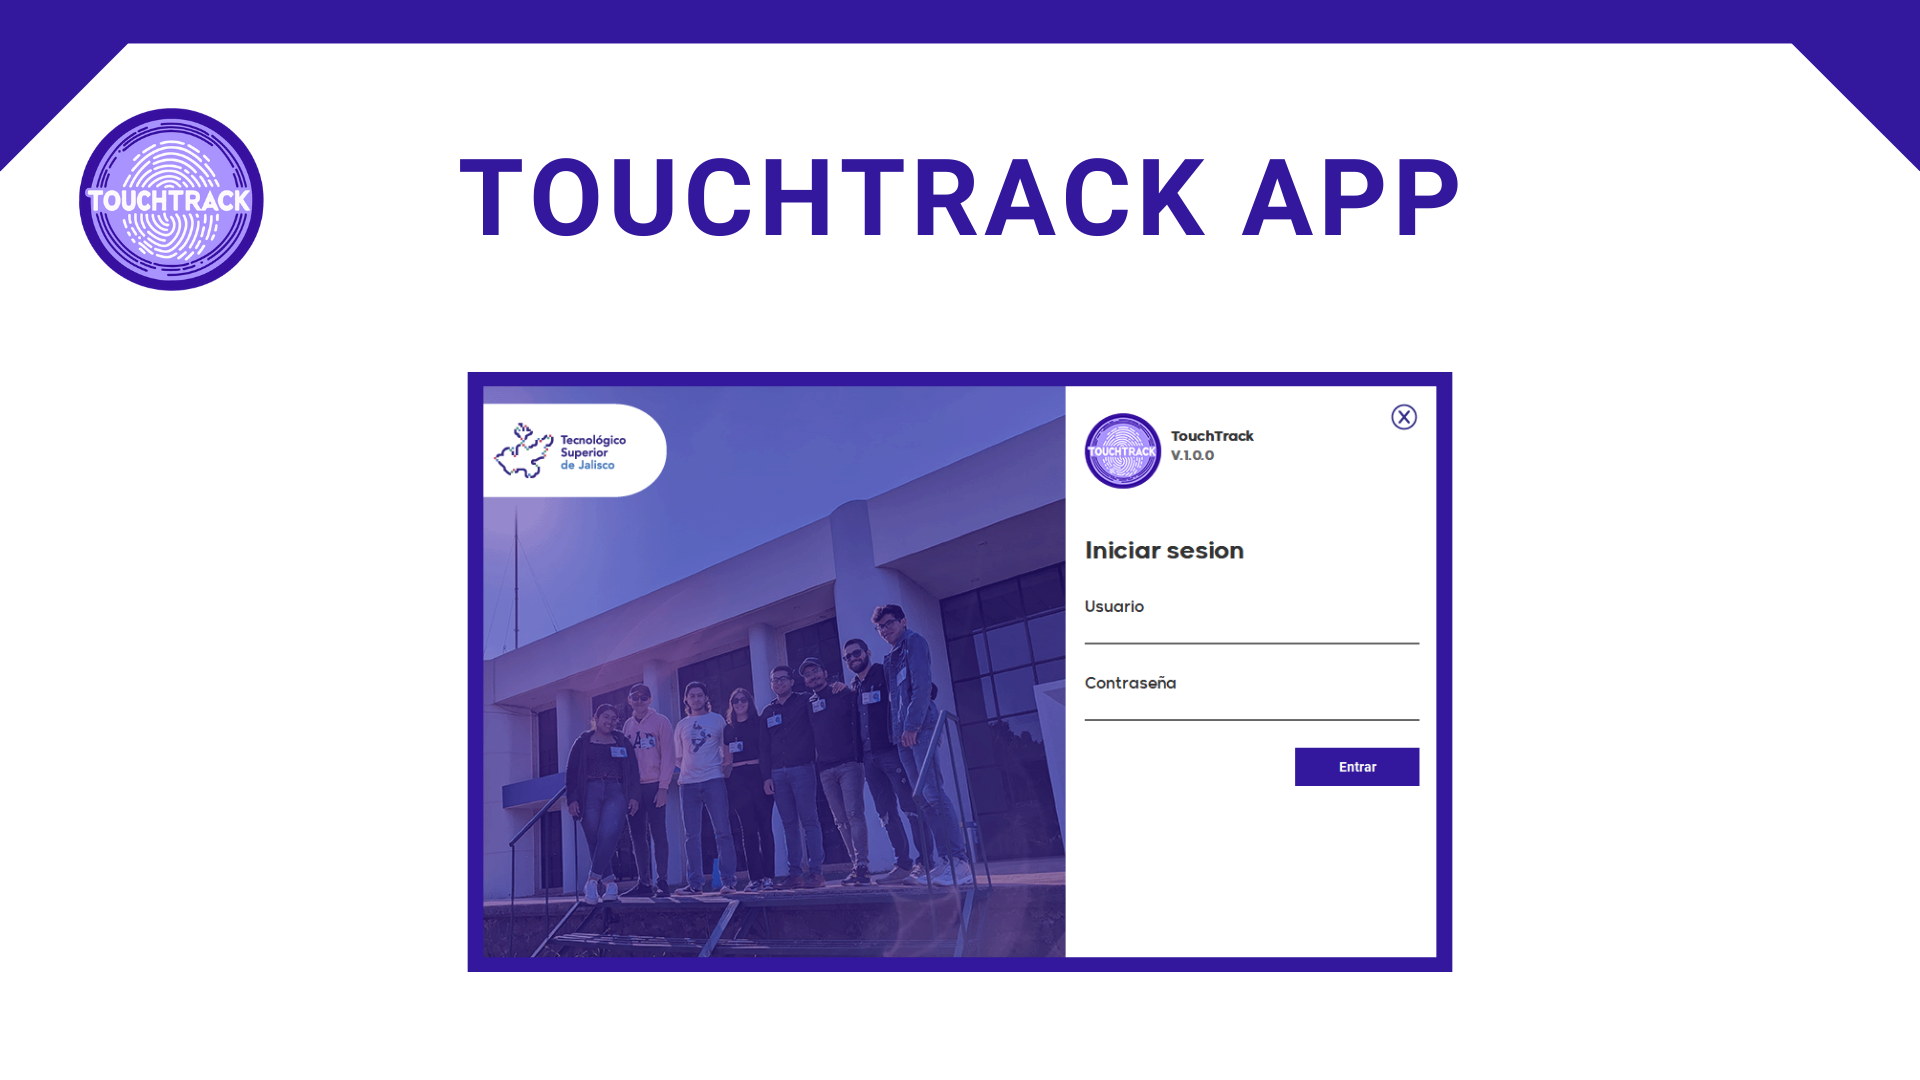 TOUCHTRACK
TOUCHTRACK APP
Tecnológico
Superior
de Jalisco
TOUCHTRACK
TouchTrack
V.1.0.0
Iniciar sesion
Usuario
Contraseña
Entrar